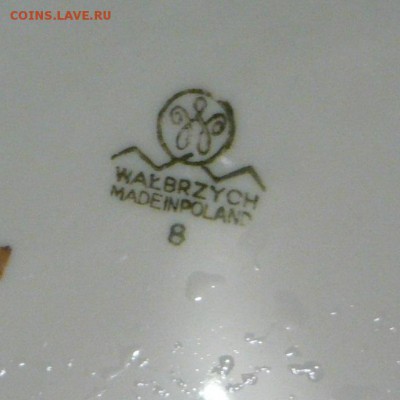 COINS.LAVE.RU
WAŁBRZYCH
MADE IN POLAND
8